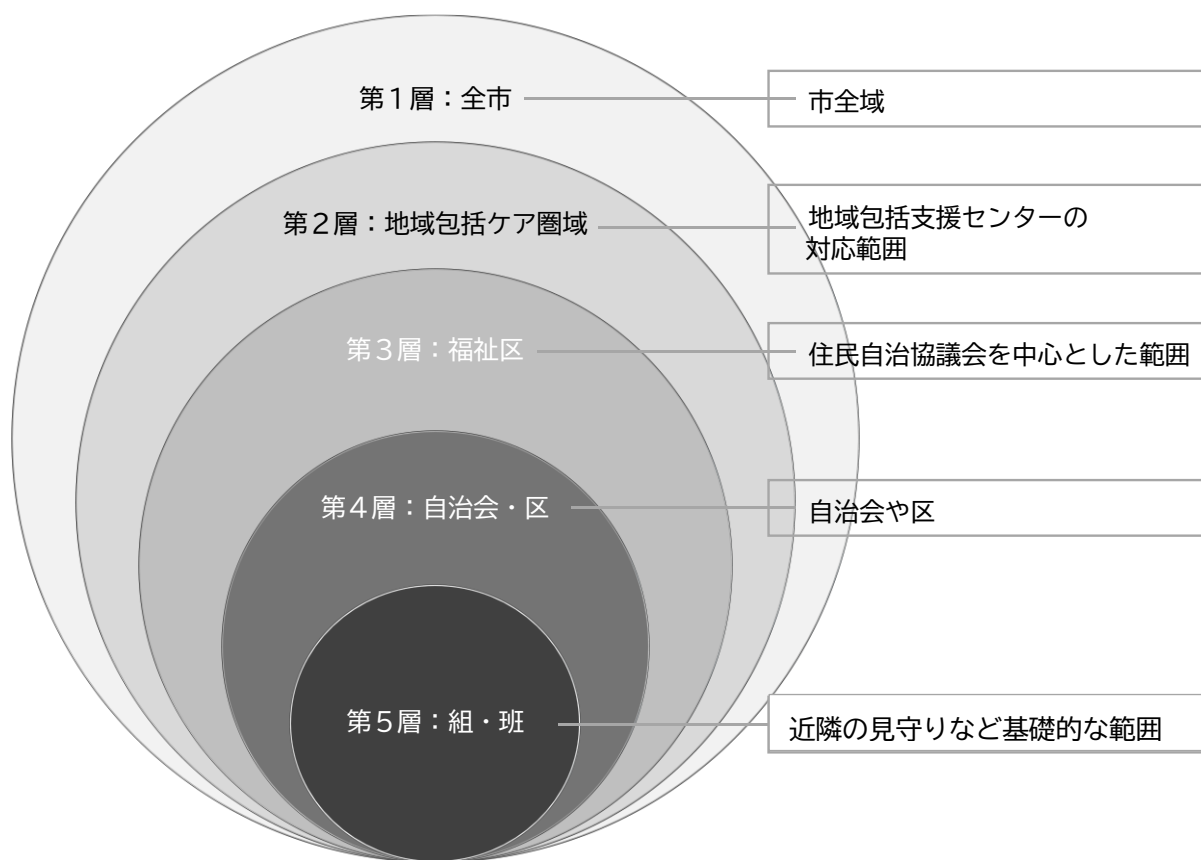 第１層：全市
市全域
第２層：地域包括ケア圏域
地域包括支援センターの
対応範囲
第３層：福祉区
住民自治協議会を中心とした範囲
第４層：自治会・区
自治会や区
第５層：組・班
近隣の見守りなど基礎的な範囲